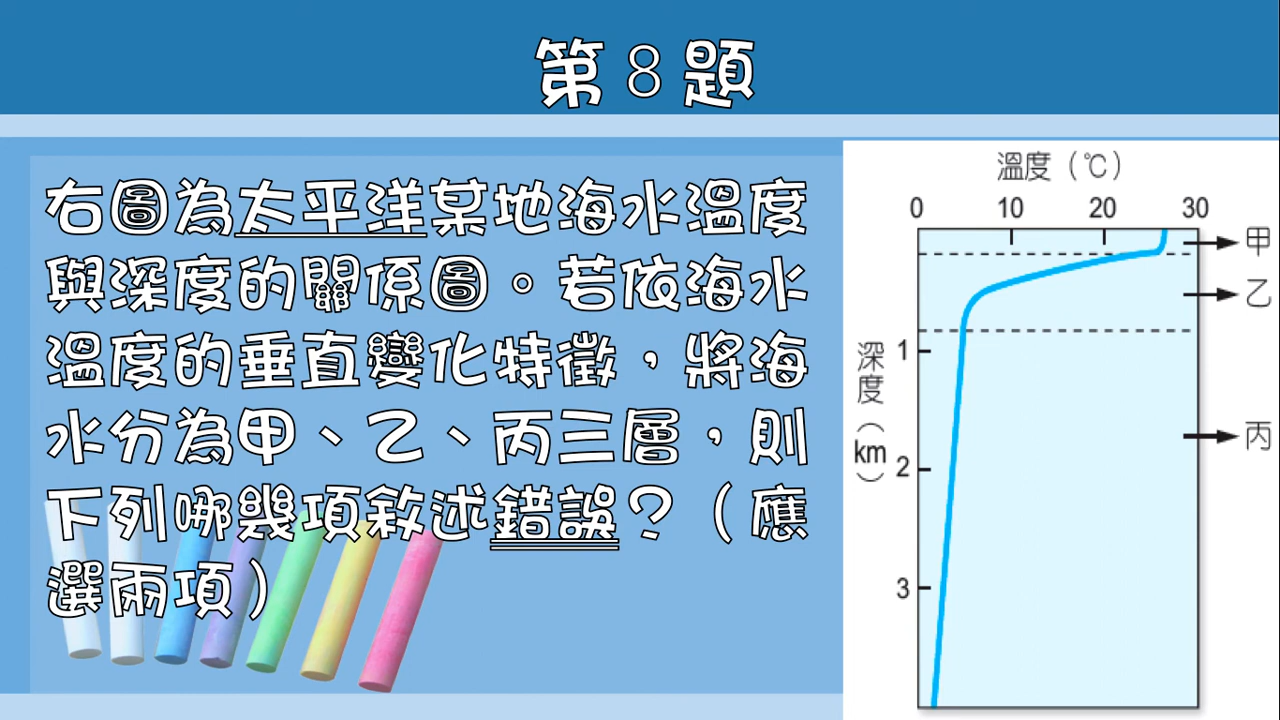 第8題
右圖為太平洋某地海水溫度
與深度的關係圖。若依海水
溫度的垂直變化特徵，將海
水分為甲、乙、丙三層，則
下列哪幾項敘述錯誤？（應
選兩項）
溫度（℃）
0 10 20 30
甲
乙
丙
深度（km）
1
2
3